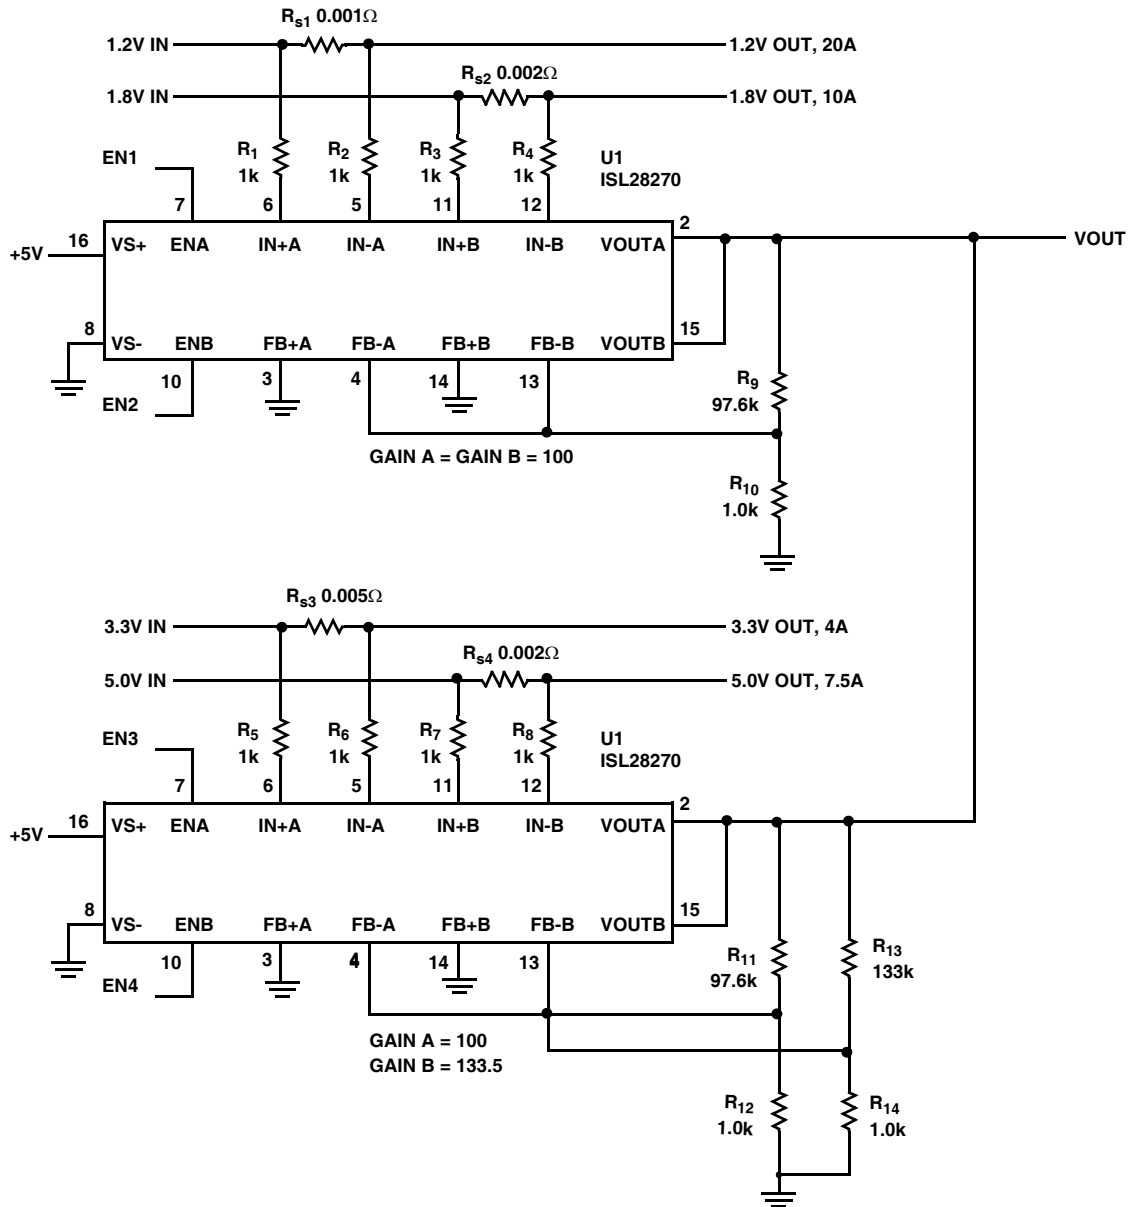 Rs1 0.001Ω
1.2V IN
1.2V OUT, 20A
Rs2 0.002Ω
1.8V IN
1.8V OUT, 10A
EN1
R1
1k
R2
1k
R3
1k
R4
1k
U1
ISL28270
7
6
5
11
12
2
+5V
16
VS+
ENA
IN+A
IN-A
IN+B
IN-B
VOUTA
VOUT
8
VS-
ENB
FB+A
FB-A
FB+B
FB-B
VOUTB
15
10
3
4
14
13
EN2
R9
97.6k
GAIN A = GAIN B = 100
R10
1.0k
Rs3 0.005Ω
3.3V IN
3.3V OUT, 4A
Rs4 0.002Ω
5.0V IN
5.0V OUT, 7.5A
EN3
R5
1k
R6
1k
R7
1k
R8
1k
U1
ISL28270
7
6
5
11
12
2
+5V
16
VS+
ENA
IN+A
IN-A
IN+B
IN-B
VOUTA
8
VS-
ENB
FB+A
FB-A
FB+B
FB-B
VOUTB
15
10
3
4
14
13
EN4
R11
97.6k
R13
133k
GAIN A = 100
GAIN B = 133.5
R12
1.0k
R14
1.0k